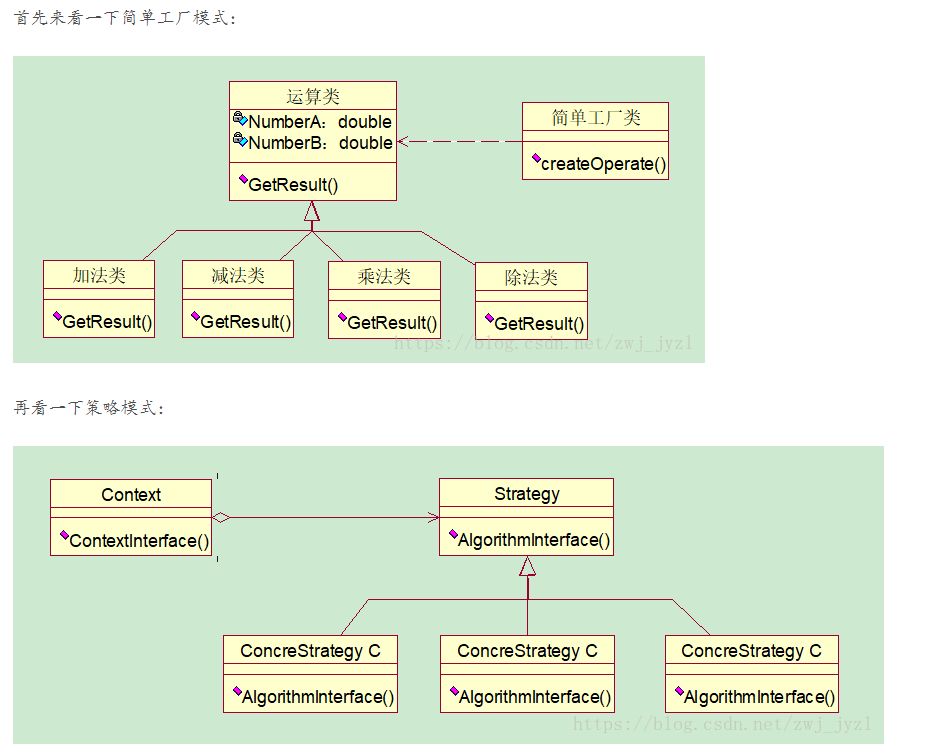 首先来看一下简单工厂模式：
运算类
NumberA：double
NumberB：double
GetResult()
简单工厂类
createOperate()
加法类
GetResult()
减法类
GetResult()
乘法类
GetResult()
除法类
GetResult()
https://blog.csdn.net/zwj_jyzl
再看一下策略模式：
Context
ContextInterface()
Strategy
AlgorithmInterface()
ConcreStrategy C
AlgorithmInterface()
ConcreStrategy C
AlgorithmInterface()
ConcreStrategy C
AlgorithmInterface()
https://blog.csdn.net/zwj_jyzl